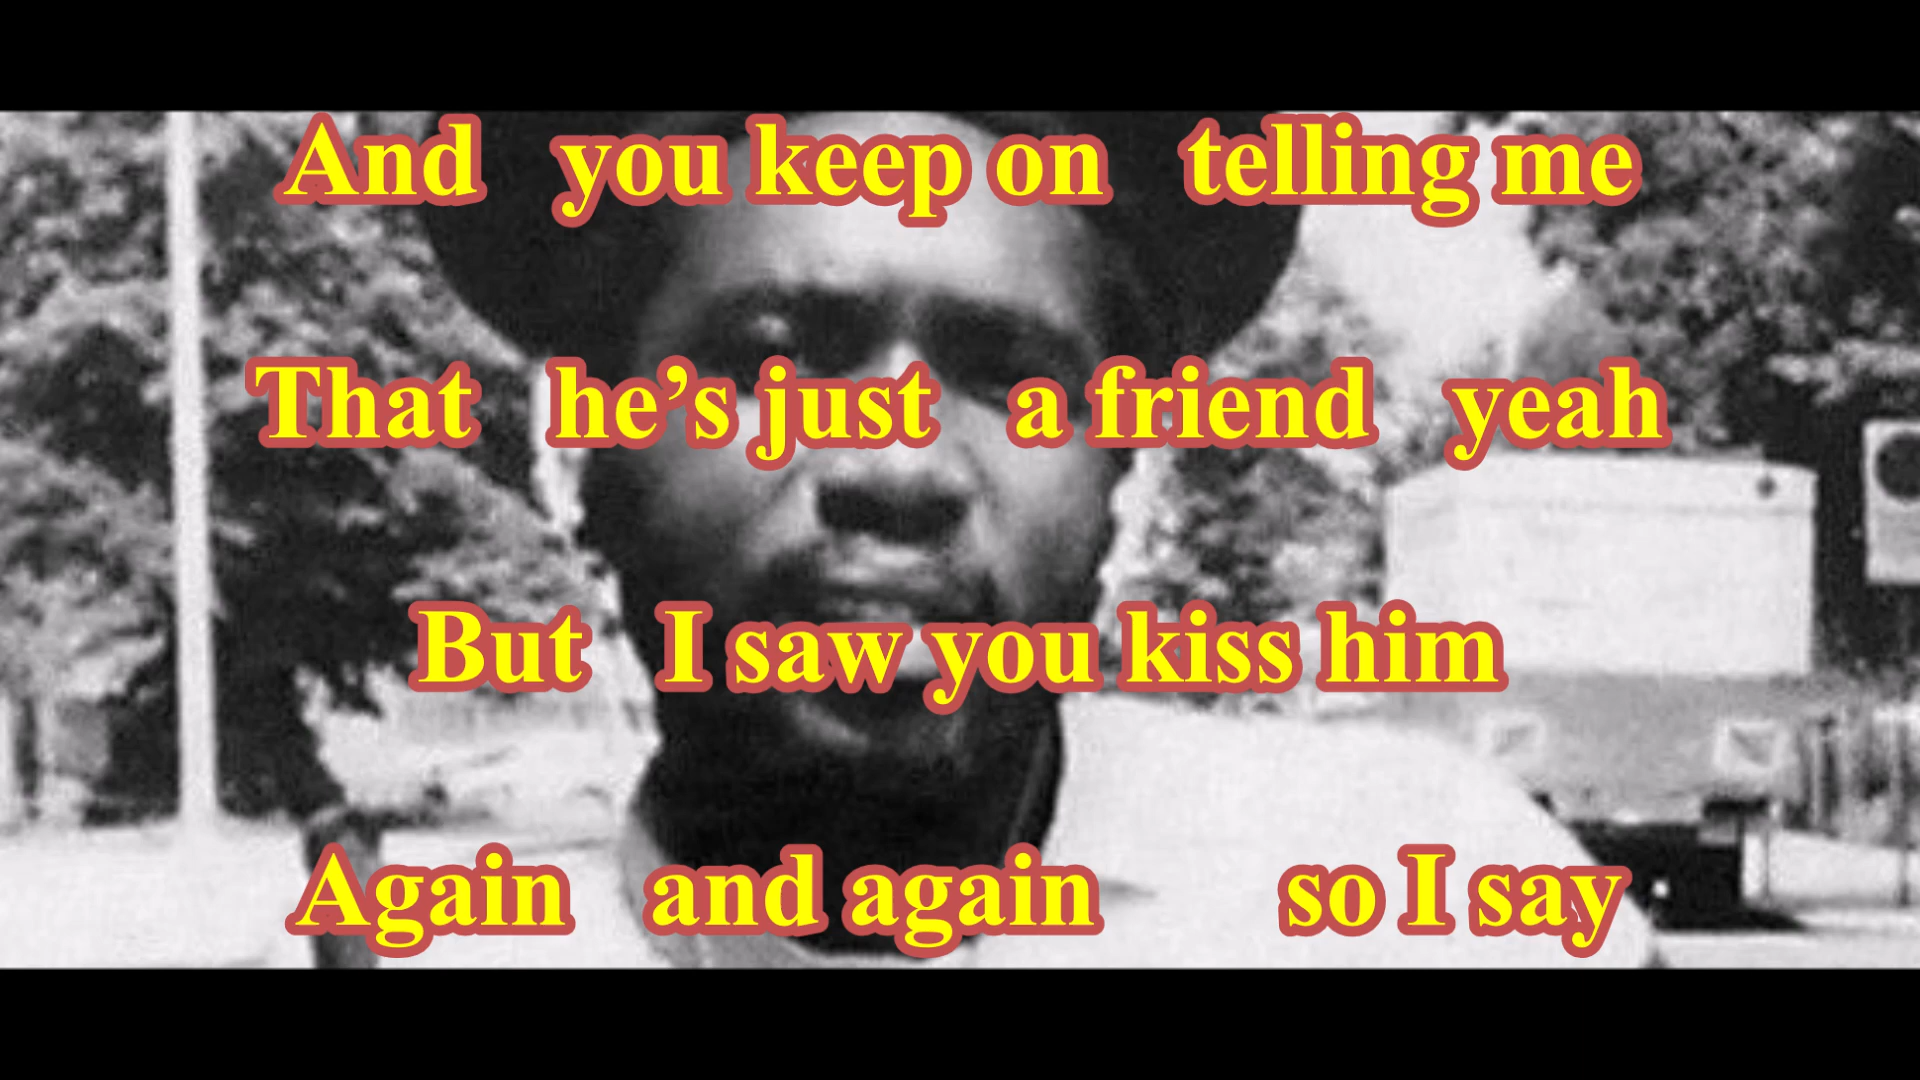 And you keep on telling me
That he’s just a friend yeah
But I saw you kiss him
Again and again so I say